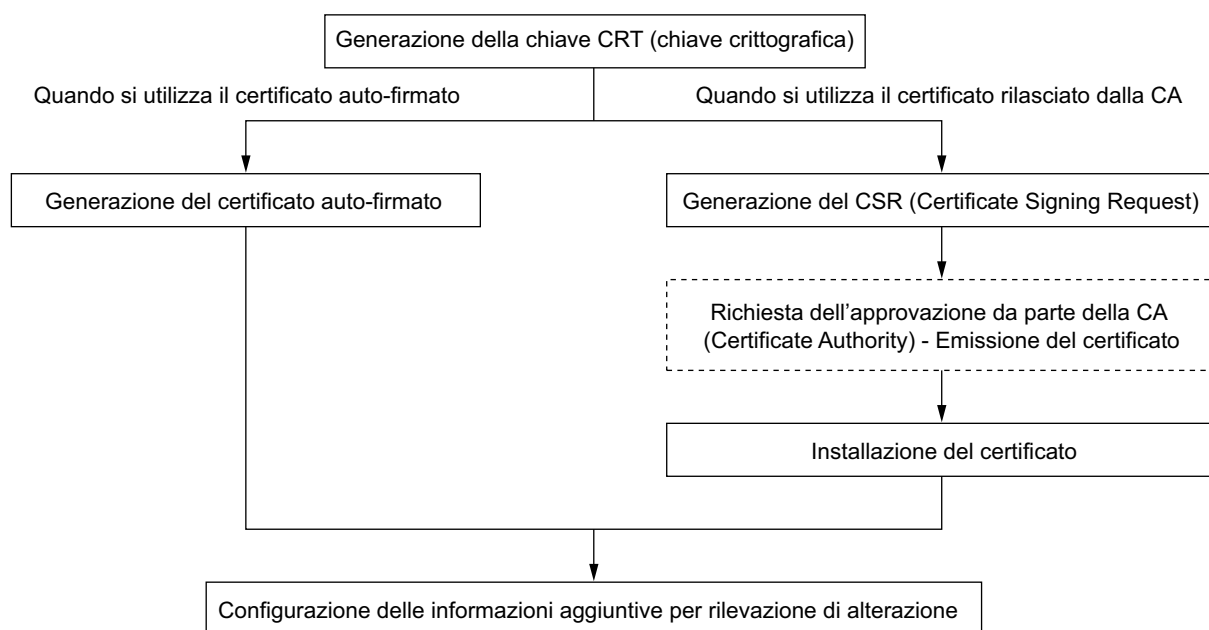 Generazione della chiave CRT (chiave crittografica)
Quando si utilizza il certificato auto-firmato
Quando si utilizza il certificato rilasciato dalla CA
Generazione del certificato auto-firmato
Generazione del CSR (Certificate Signing Request)
Richiesta dell’approvazione da parte della CA
(Certificate Authority) - Emissione del certificato
Installazione del certificato
Configurazione delle informazioni aggiuntive per rilevazione di alterazione